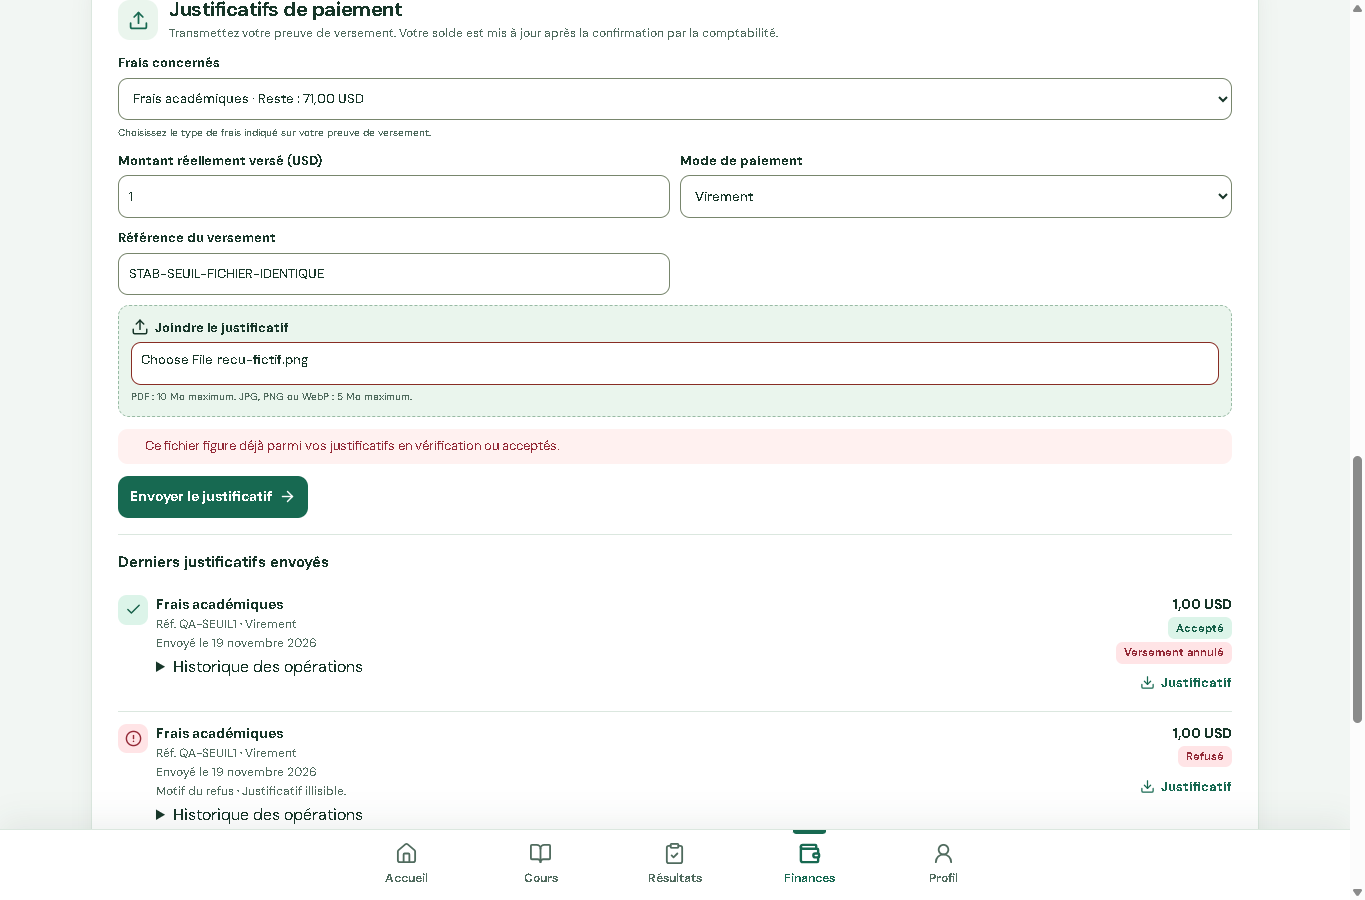 Justificatifs de paiement
Transmettez votre preuve de versement. Votre solde est mis à jour après la confirmation par la comptabilité.
Frais concernés
Frais académiques · Reste : 71,00 USD
Choisissez le type de frais indiqué sur votre preuve de versement.
Montant réellement versé (USD)
Mode de paiement
1
Virement
Référence du versement
STAB-SEUIL-FICHIER-IDENTIQUE
Joindre le justificatif
Choose File recu-fictif.png
PDF : 10 Mo maximum. JPG, PNG ou WebP : 5 Mo maximum.
Ce fichier figure déjà parmi vos justificatifs en vérification ou acceptés.
Envoyer le justificatif
Derniers justificatifs envoyés
Frais académiques
1,00 USD
Réf. QA-SEUIL1 · Virement
Accepté
Envoyé le 19 novembre 2026
Versement annulé
Historique des opérations
Justificatif
Frais académiques
1,00 USD
Réf. QA-SEUIL1 · Virement
Refusé
Envoyé le 19 novembre 2026
Motif du refus · Justificatif illisible.
Justificatif
Historique des opérations
Accueil
Cours
Résultats
Finances
Profil